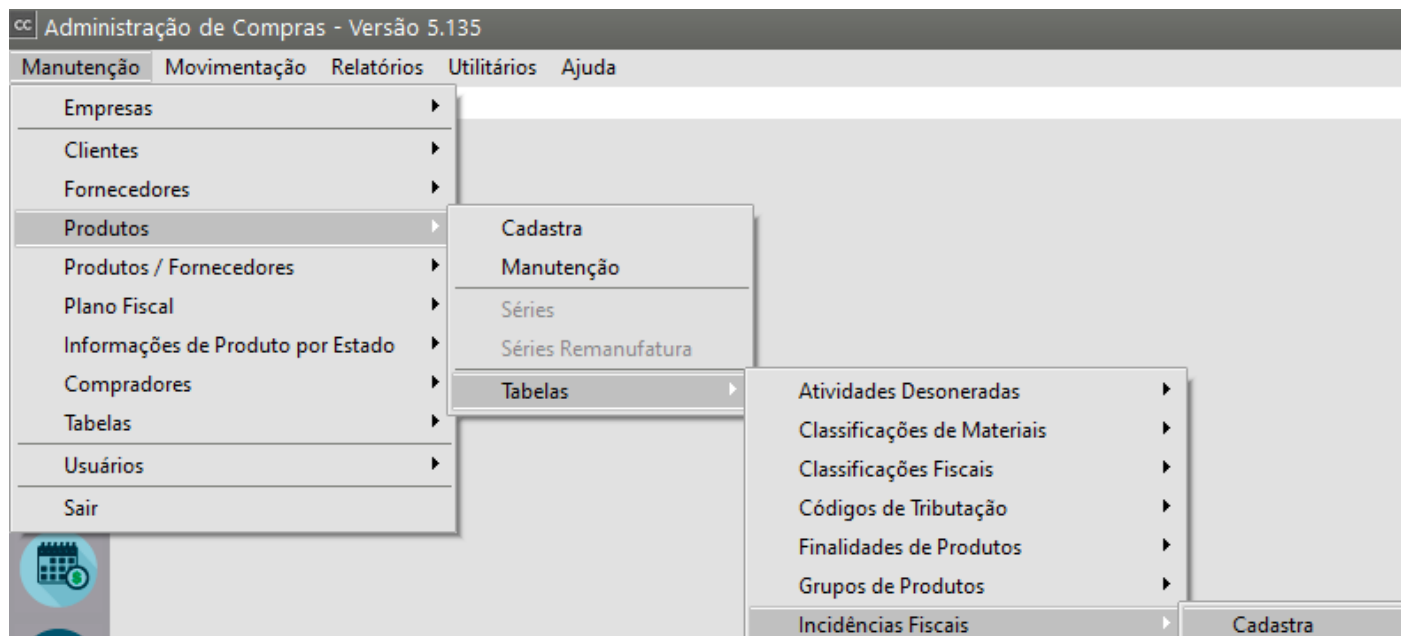 cc Administração de Compras - Versão 5.135
Manutenção Movimentação Relatórios Utilitários Ajuda
Empresas
Clientes
Fornecedores
Produtos
Produtos / Fornecedores
Plano Fiscal
Informações de Produto por Estado
Compradores
Tabelas
Usuários
Sair
Cadastra
Manutenção
Séries
Séries Remanufatura
Tabelas
Atividades Desoneradas
Classificações de Materiais
Classificações Fiscais
Códigos de Tributação
Finalidades de Produtos
Grupos de Produtos
Incidências Fiscais
Cadastra